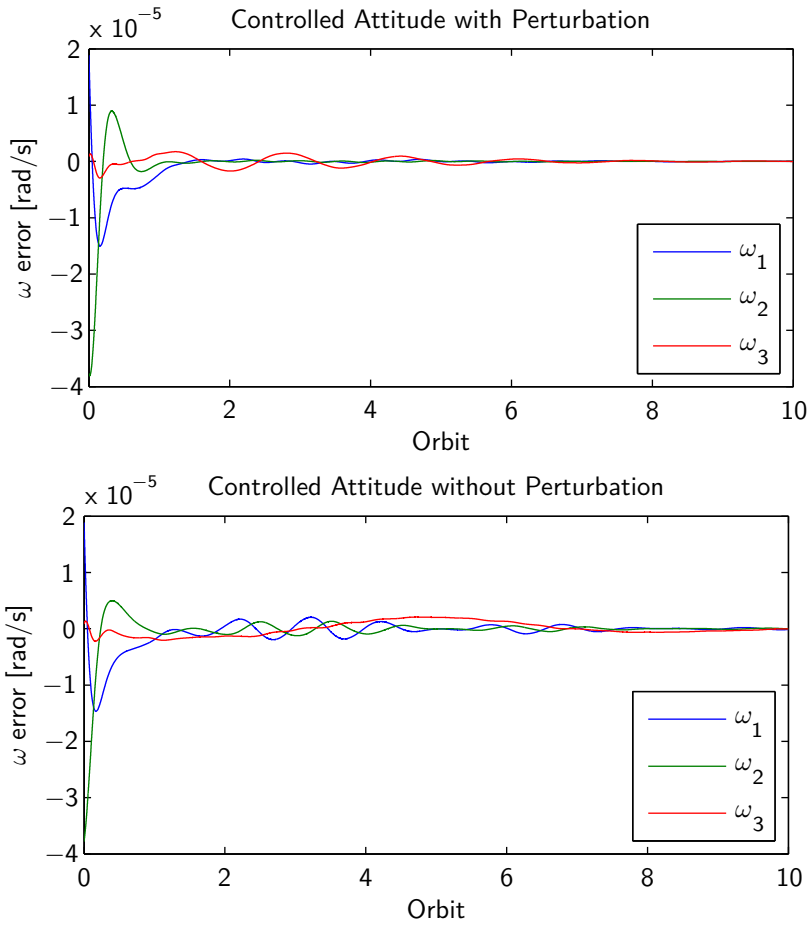 x 10⁻⁵
Controlled Attitude with Perturbation
2
1
0
−1
−2
−3
−4
ω error [rad/s]
ω₁
ω₂
ω₃
0 2 4 6 8 10
Orbit
x 10⁻⁵
Controlled Attitude without Perturbation
2
1
0
−1
−2
−3
−4
ω error [rad/s]
ω₁
ω₂
ω₃
0 2 4 6 8 10
Orbit